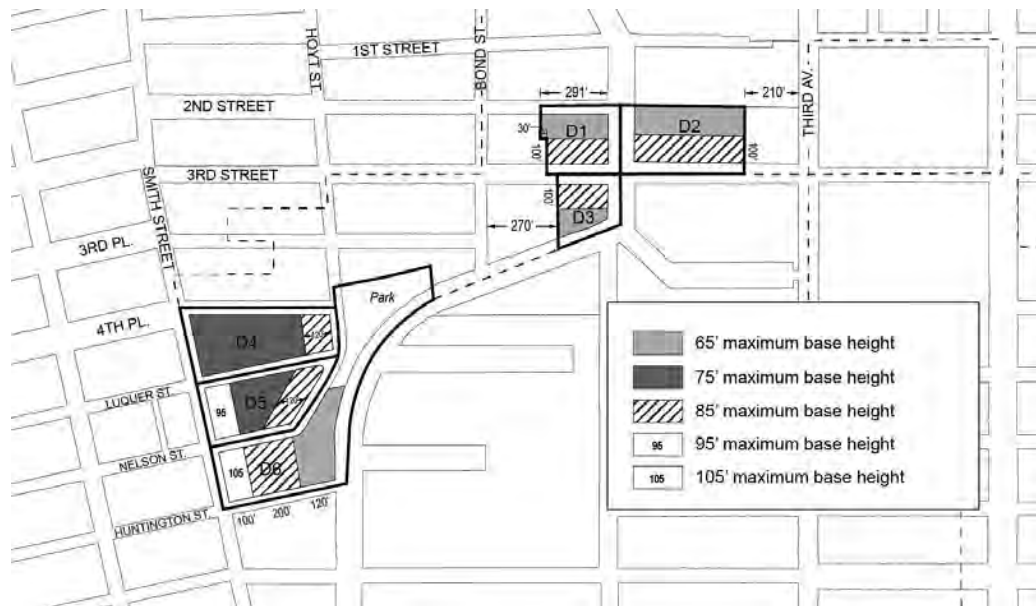 HOYT ST.
1ST STREET
BOND ST.
THIRD AV.
291'
210'
2ND STREET
30'
D1
D2
100'
100'
3RD STREET
SMITH STREET
100'
D3
270'
3RD PL.
Park
4TH PL.
D4
120'
65' maximum base height
75' maximum base height
LUQUER ST.
95
D5
85' maximum base height
95
95' maximum base height
NELSON ST.
105
D6
105
105' maximum base height
HUNTINGTON ST.
100'
200'
120'